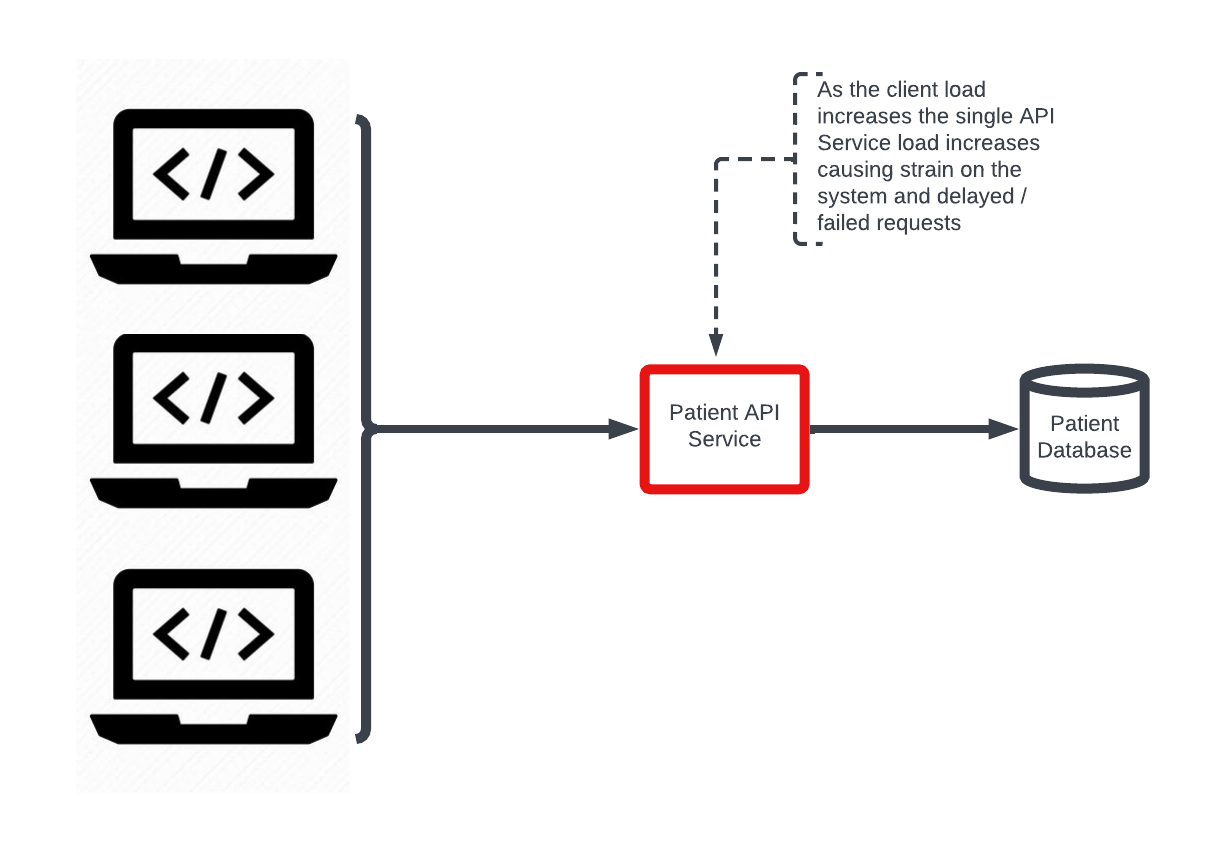 </>
As the client load
increases the single API
Service load increases
causing strain on the
system and delayed /
failed requests
</>
Patient API
Service
Patient
Database
</>